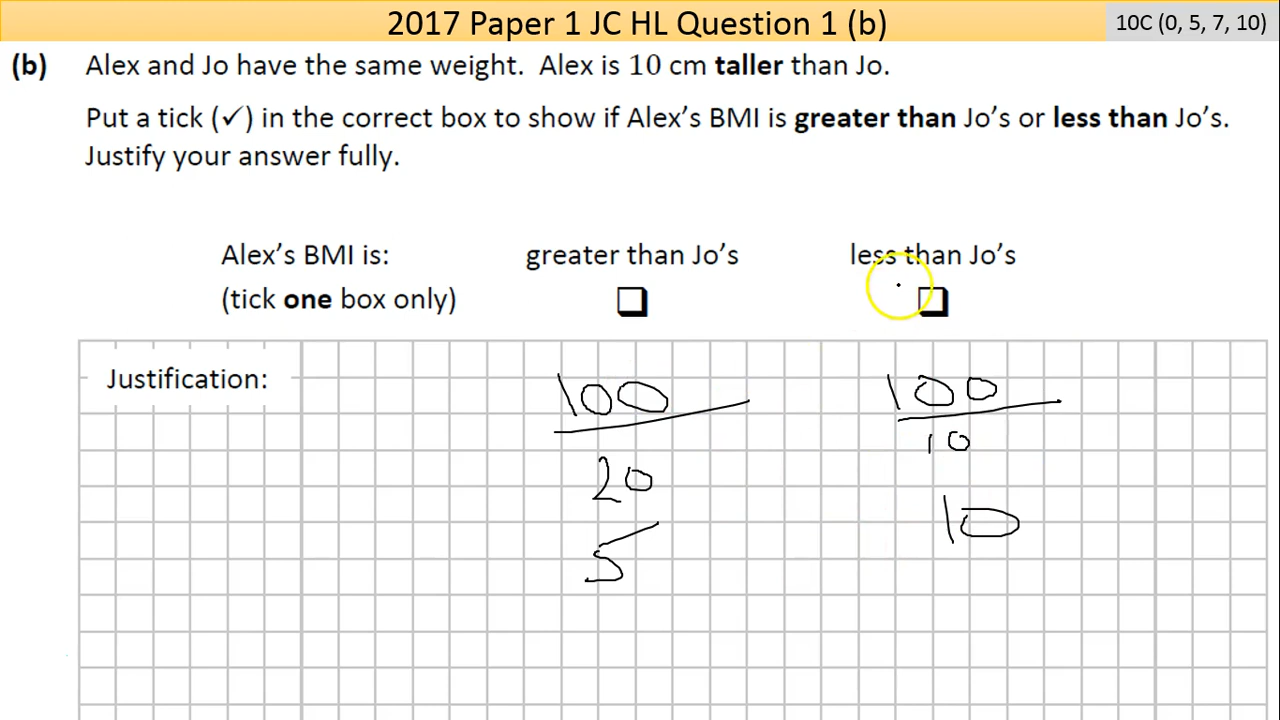 2017 Paper 1 JC HL Question 1 (b)
10C (0, 5, 7, 10)
(b) Alex and Jo have the same weight. Alex is 10 cm taller than Jo.
Put a tick (✓) in the correct box to show if Alex’s BMI is greater than Jo’s or less than Jo’s.
Justify your answer fully.
Alex’s BMI is: greater than Jo’s less than Jo’s
(tick one box only) ❑ ❑
Justification:
100 100
20 10
5 10